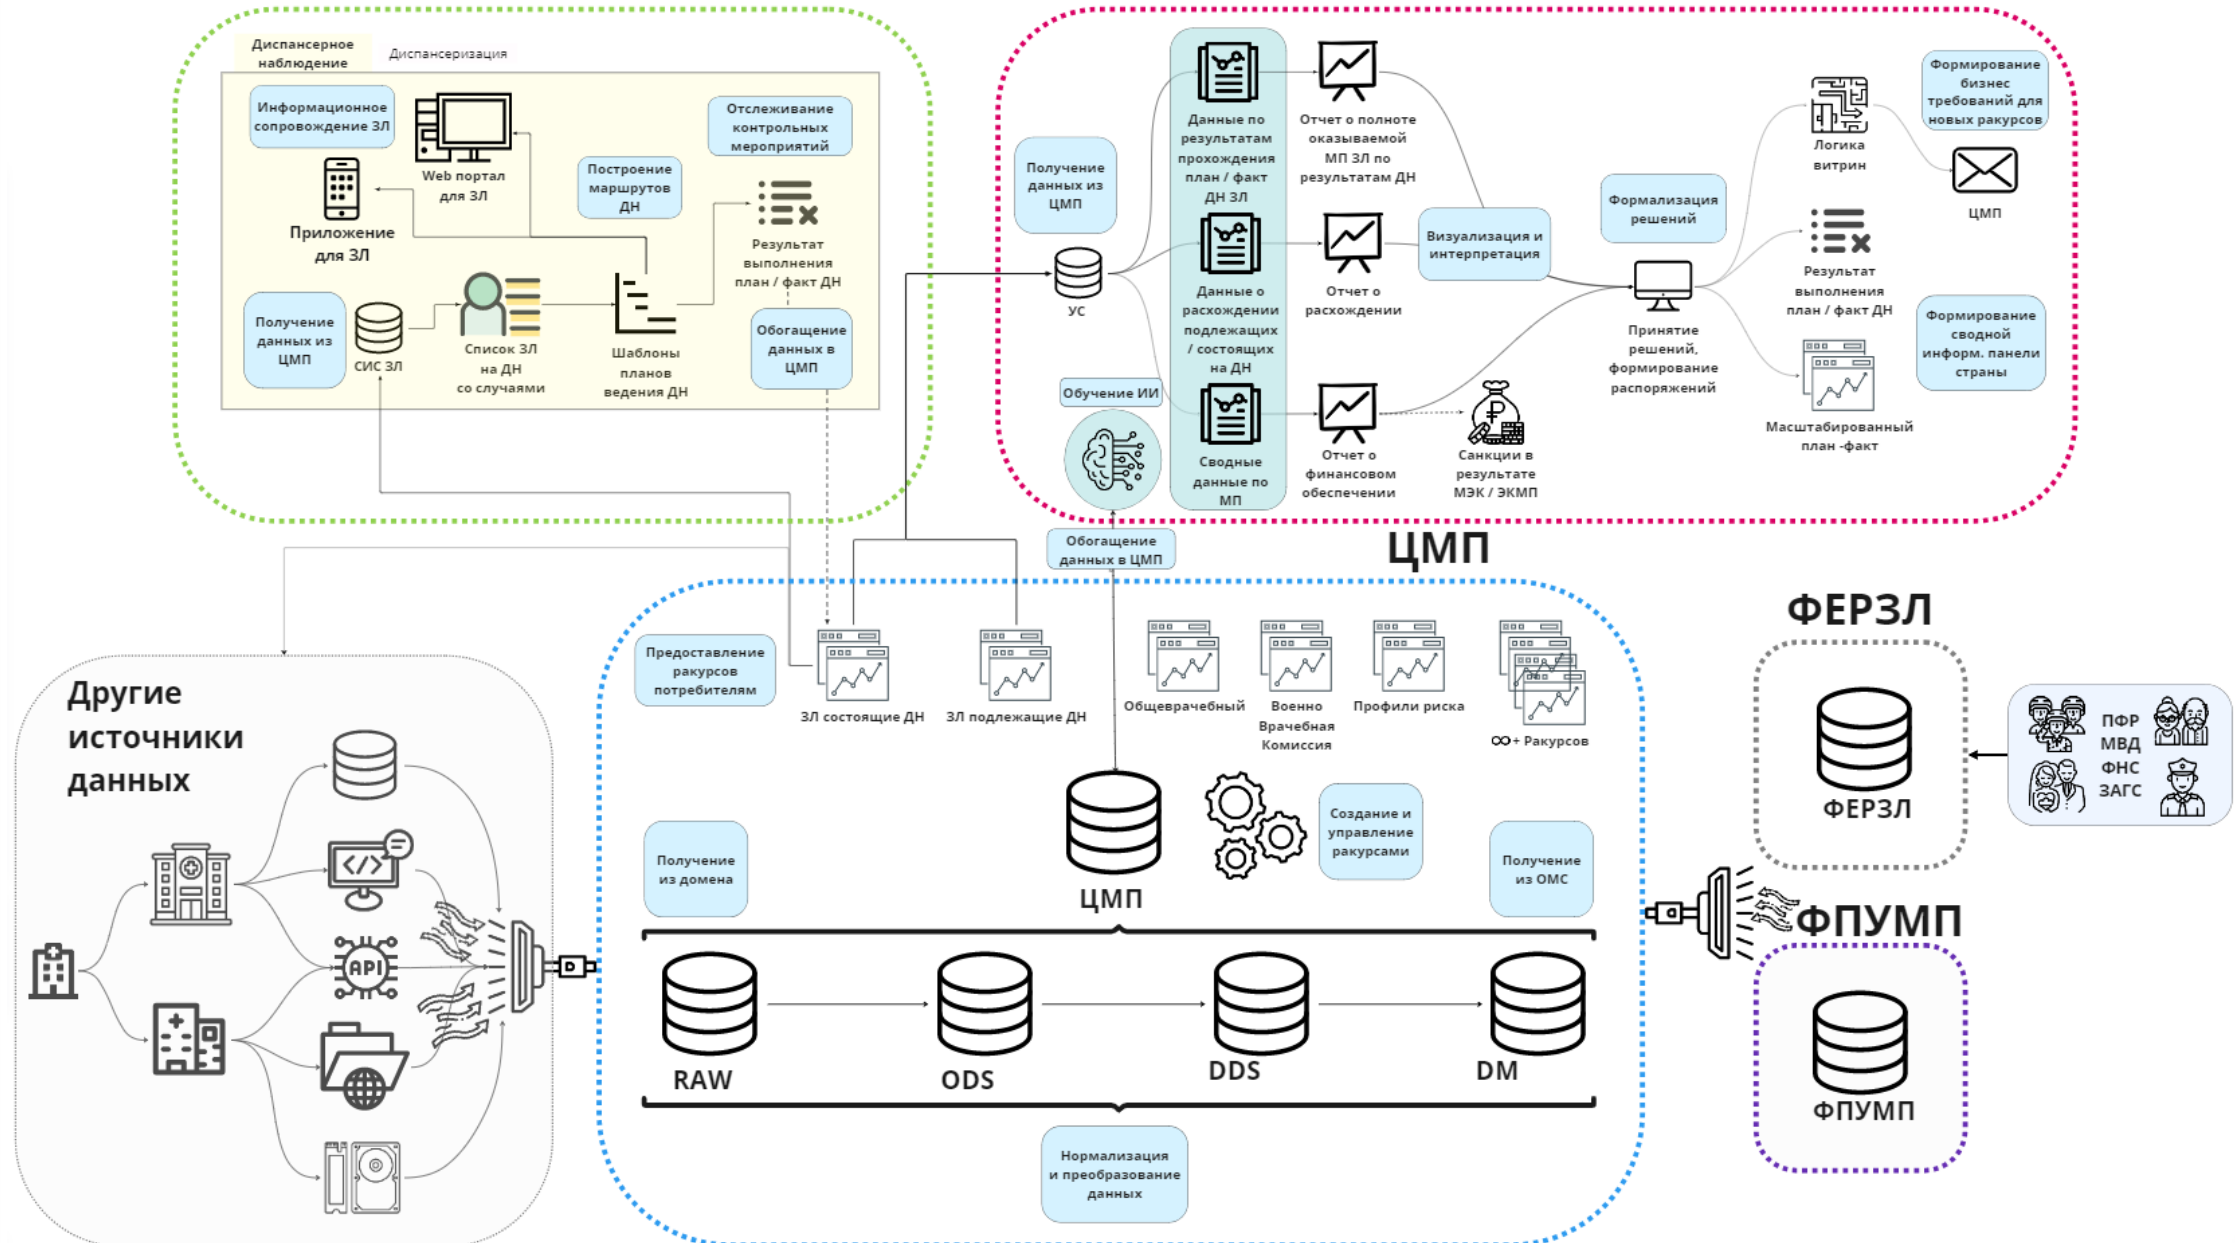 Диспансерное
наблюдение
Диспансеризация
Информационное
сопровождение ЗЛ
Web портал
для ЗЛ
Приложение
для ЗЛ
Построение
маршрутов
ДН
Отслеживание
контрольных
мероприятий
Результат
выполнения
план / факт ДН
Получение
данных из
ЦМП
СИС ЗЛ
Список ЗЛ
на ДН
со случаями
Шаблоны
планов
ведения ДН
Обогащение
данных в
ЦМП
Получение
данных из
ЦМП
УС
Данные по
результатам
прохождения
план / факт
ДН ЗЛ
Отчет о полноте
оказываемой
МП ЗЛ по
результатам ДН
Данные о
расхождении
подлежащих
/ состоящих
на ДН
Отчет о
расхождении
Визуализация и
интерпретация
Обучение ИИ
Сводные
данные по
МП
Отчет о
финансовом
обеспечении
Санкции в
результате
МЭК / ЭКМП
Формализация
решений
Принятие
решений,
формирование
распоряжений
Логика
витрин
Формирование
бизнес
требований для
новых ракурсов
ЦМП
Результат
выполнения
план / факт ДН
Формирование
сводной
информ. панели
страны
Масштабированный
план -факт
Обогащение
данных в ЦМП
ЦМП
Предоставление
ракурсов
потребителям
ЗЛ состоящие ДН
ЗЛ подлежащие ДН
Общеврачебный
Военно
Врачебная
Комиссия
Профили риска
∞+ Ракурсов
Другие
источники
данных
</>
API
Получение
из домена
ЦМП
Создание и
управление
ракурсами
Получение
из ОМС
RAW
ODS
DDS
DM
Нормализация
и преобразование
данных
ФЕРЗЛ
ФЕРЗЛ
ПФР
МВД
ФНС
ЗАГС
ФПУМП
ФПУМП